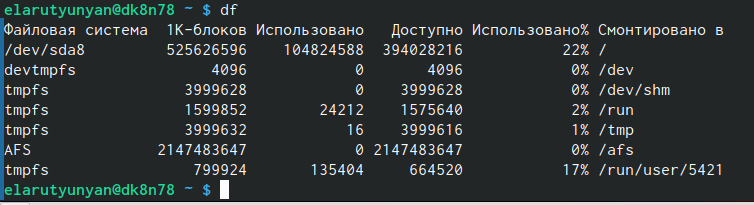 elarutyunyan@dk8n78 ~ $ df
Файловая система 1K-блоков Использовано Доступно Использовано% Cмонтировано в
/dev/sda8 525626596 104824588 394028216 22% /
devtmpfs 4096 0 4096 0% /dev
tmpfs 3999628 0 3999628 0% /dev/shm
tmpfs 1599852 24212 1575640 2% /run
tmpfs 3999632 16 3999616 1% /tmp
AFS 2147483647 0 2147483647 0% /afs
tmpfs 799924 135404 664520 17% /run/user/5421
elarutyunyan@dk8n78 ~ $